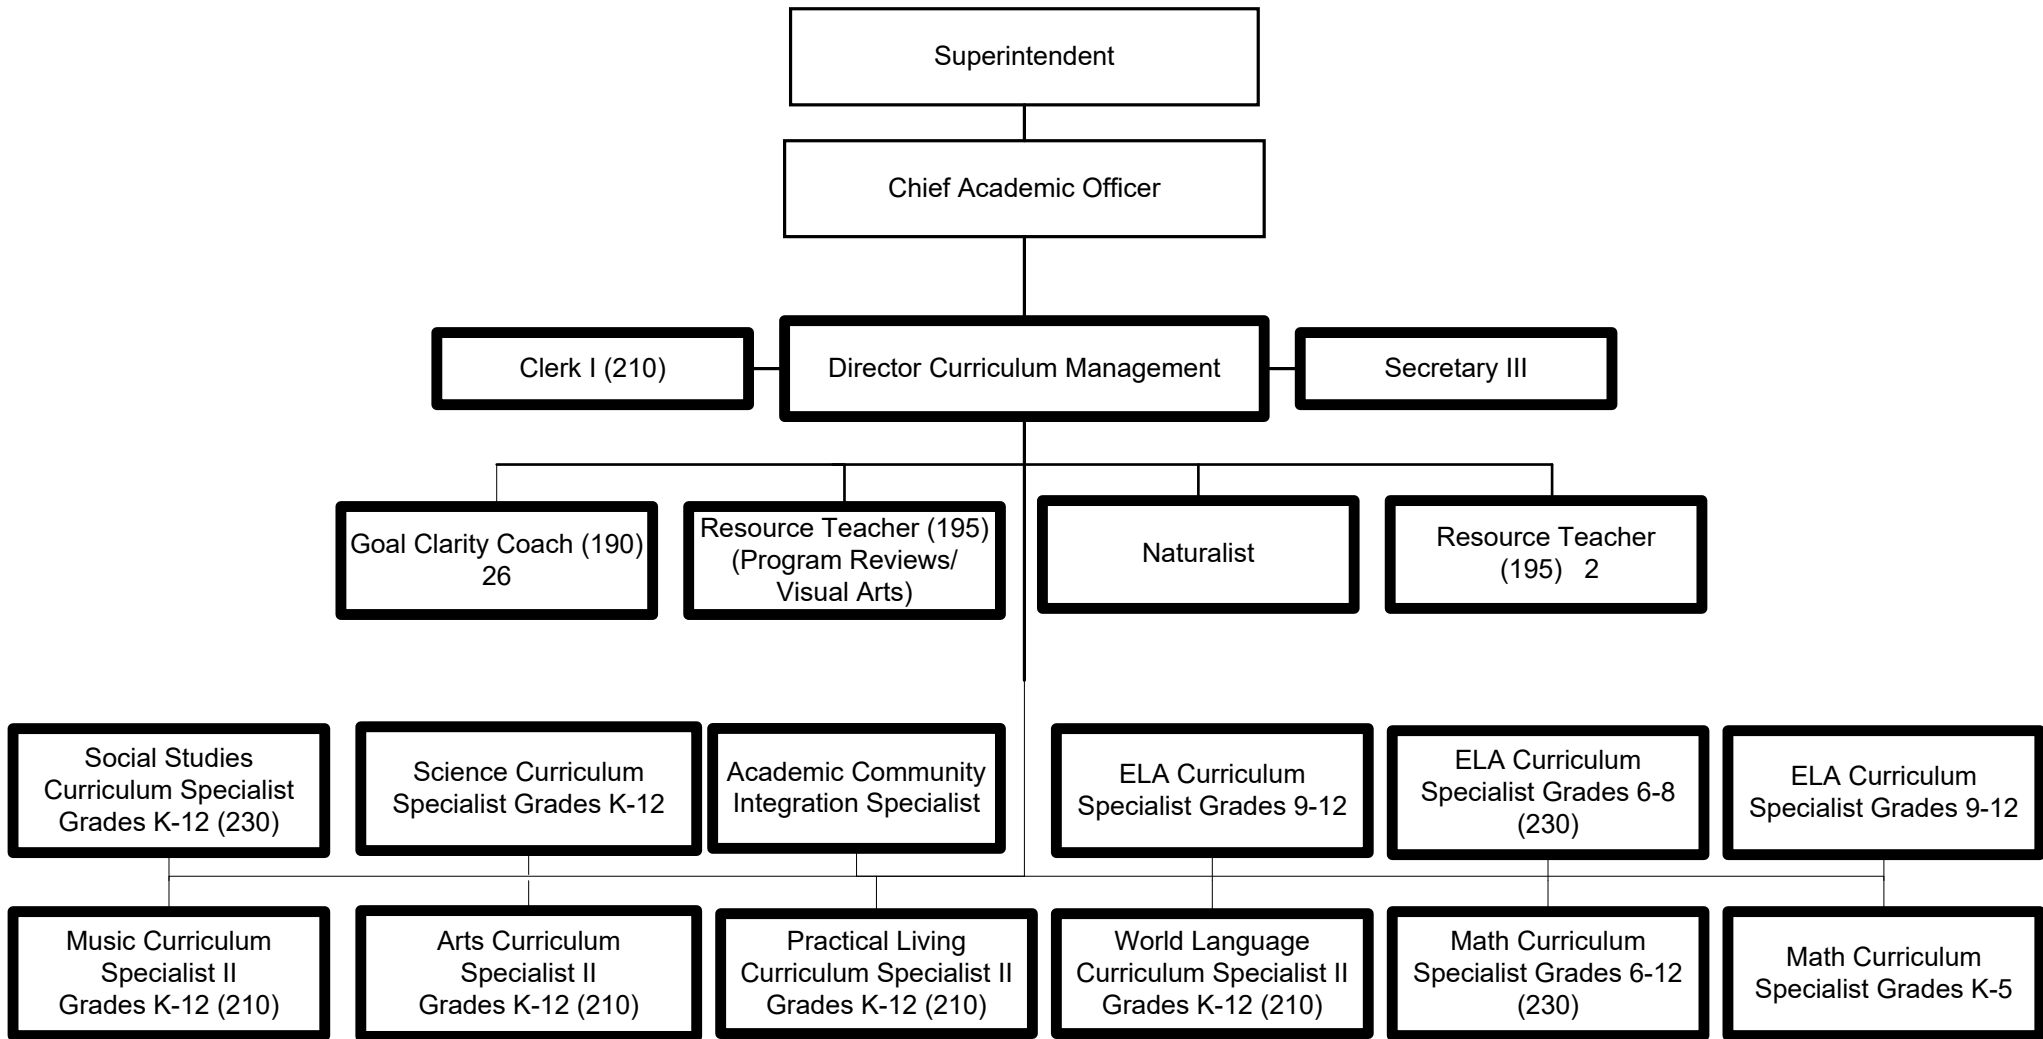 Superintendent
Chief Academic Officer
Clerk I (210)
Director Curriculum Management
Secretary III
Goal Clarity Coach (190)
26
Resource Teacher (195)
(Program Reviews/
Visual Arts)
Naturalist
Resource Teacher
(195)   2
Social Studies
Curriculum Specialist
Grades K-12 (230)
Science Curriculum
Specialist Grades K-12
Academic Community
Integration Specialist
ELA Curriculum
Specialist Grades 9-12
ELA Curriculum
Specialist Grades 6-8
(230)
ELA Curriculum
Specialist Grades 9-12
Music Curriculum
Specialist II
Grades K-12 (210)
Arts Curriculum
Specialist II
Grades K-12 (210)
Practical Living
Curriculum Specialist II
Grades K-12 (210)
World Language
Curriculum Specialist II
Grades K-12 (210)
Math Curriculum
Specialist Grades 6-12
(230)
Math Curriculum
Specialist Grades K-5